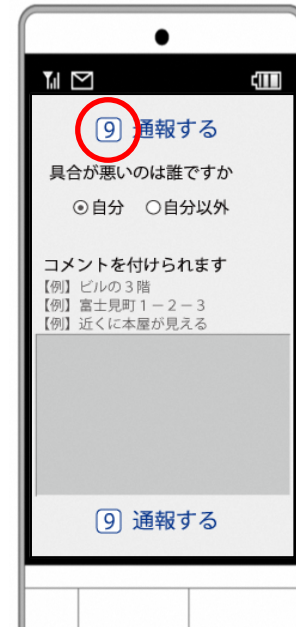 9 通報する
具合が悪いのは誰ですか
自分 自分以外
コメントを付けられます
【例】ビルの３階
【例】富士見町１－２－３
【例】近くに本屋が見える
9 通報する